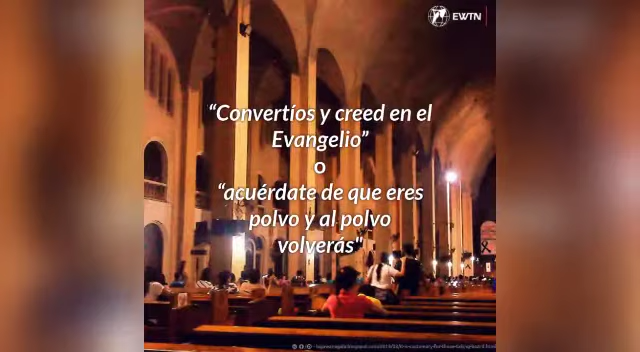 EWTN
“Convertíos y creed en el
Evangelio”
o
“acuérdate de que eres
polvo y al polvo
volverás"